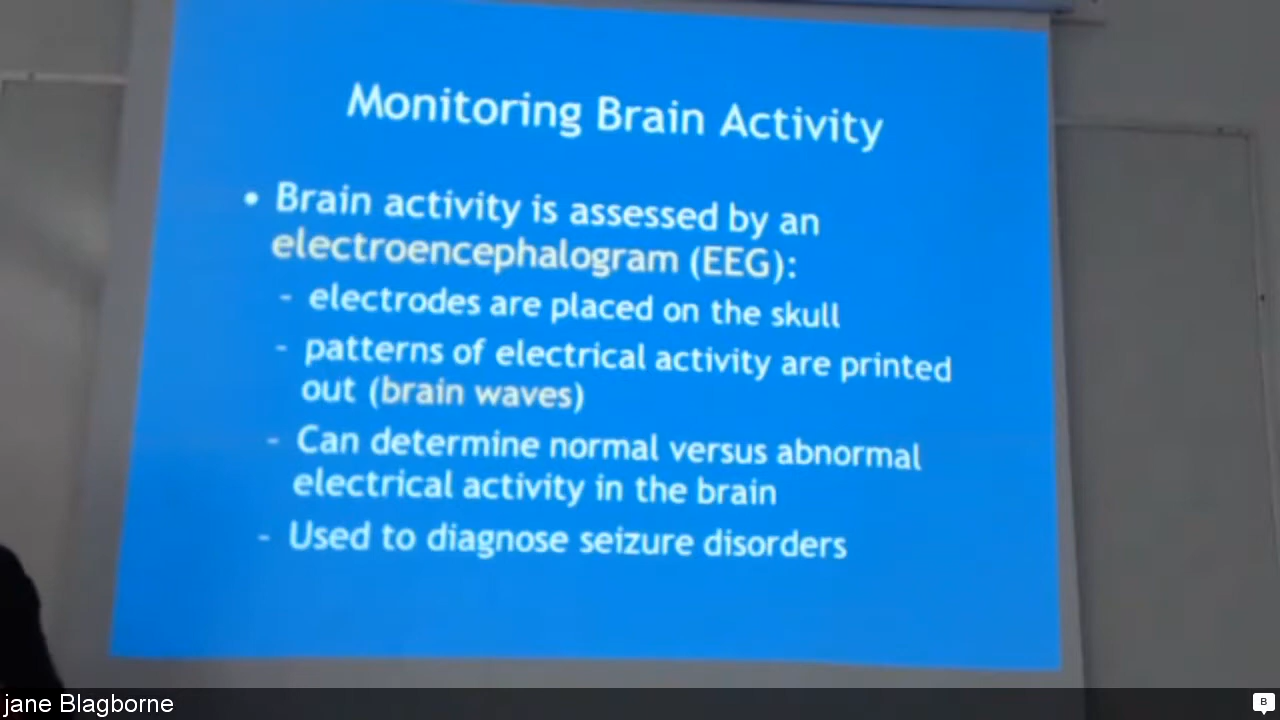 Monitoring Brain Activity
• Brain activity is assessed by an
electroencephalogram (EEG):
- electrodes are placed on the skull
- patterns of electrical activity are printed
out (brain waves)
- Can determine normal versus abnormal
electrical activity in the brain
- Used to diagnose seizure disorders
jane Blagborne
B